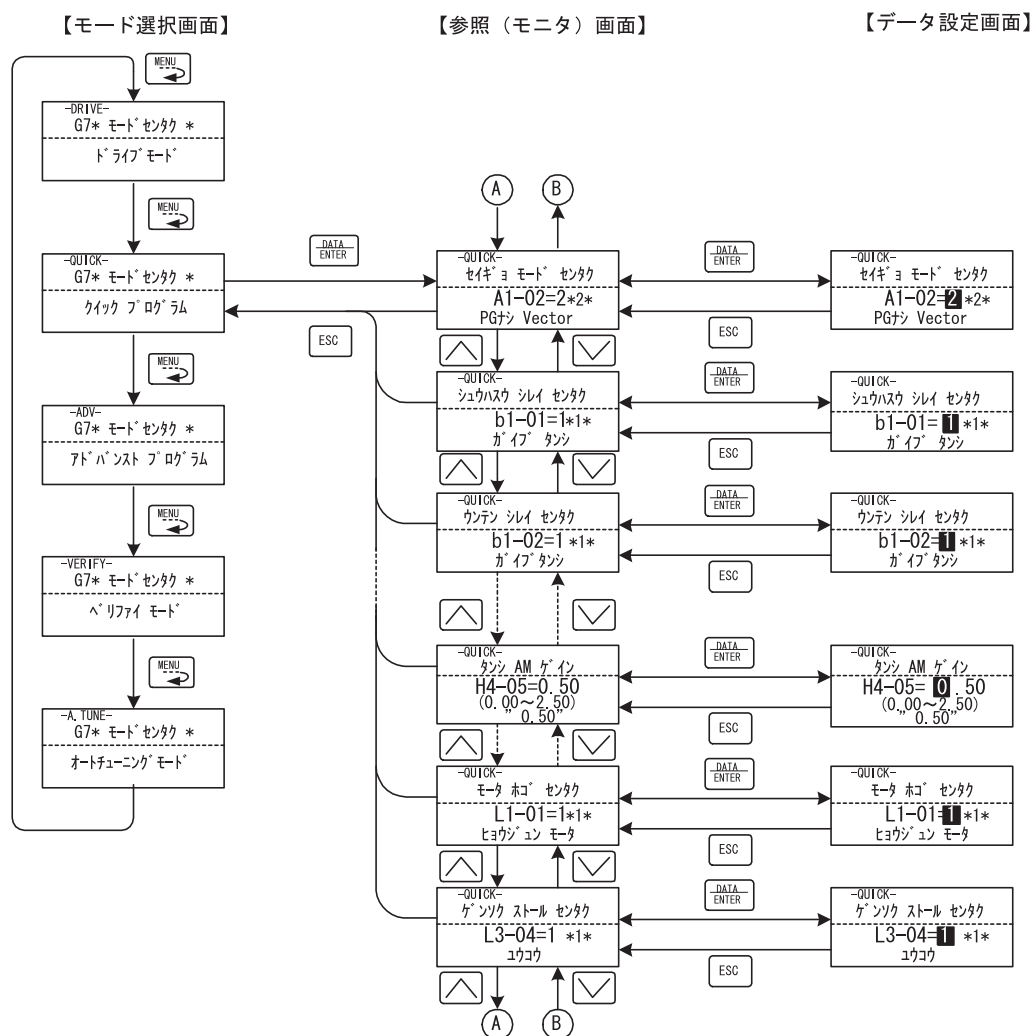 【モード選択画面】
【参照（モニタ）画面】
【データ設定画面】
MENU
-DRIVE-
G7* モードセンタク *
ドライブモード
MENU
-QUICK-
G7* モードセンタク *
クイック プログラム
MENU
-ADV-
G7* モードセンタク *
アドバンスト プログラム
MENU
-VERIFY-
G7* モードセンタク *
ベリファイ モード
MENU
-A.TUNE-
G7* モードセンタク *
オートチューニングモード
DATA
ENTER
ESC
A
B
-QUICK-
セイギョ モード センタク
A1-02=2*2*
PGナシ Vector
DATA
ENTER
ESC
-QUICK-
セイギョ モード センタク
A1-02=2 *2*
PGナシ Vector
-QUICK-
シュウハスウ シレイ センタク
b1-01=1*1*
ガイブ タンシ
DATA
ENTER
ESC
-QUICK-
シュウハスウ シレイ センタク
b1-01= 1 *1*
ガイブ タンシ
-QUICK-
ウンテン シレイ センタク
b1-02=1 *1*
ガイブタンシ
DATA
ENTER
ESC
-QUICK-
ウンテン シレイ センタク
b1-02=1 *1*
ガイブタンシ
-QUICK-
タンシ AM ゲイン
H4-05=0.50
(0.00～2.50)
" 0.50"
DATA
ENTER
ESC
-QUICK-
タンシ AM ゲイン
H4-05= 0 .50
(0.00～2.50)
" 0.50"
-QUICK-
モータ ホゴ センタク
L1-01=1*1*
ヒョウジュン モータ
DATA
ENTER
ESC
-QUICK-
モータ ホゴ センタク
L1-01=1 *1*
ヒョウジュン モータ
-QUICK-
ゲンソク ストール センタク
L3-04=1 *1*
ユウコウ
DATA
ENTER
ESC
-QUICK-
ゲンソク ストール センタク
L3-04=1 *1*
ユウコウ
A
B